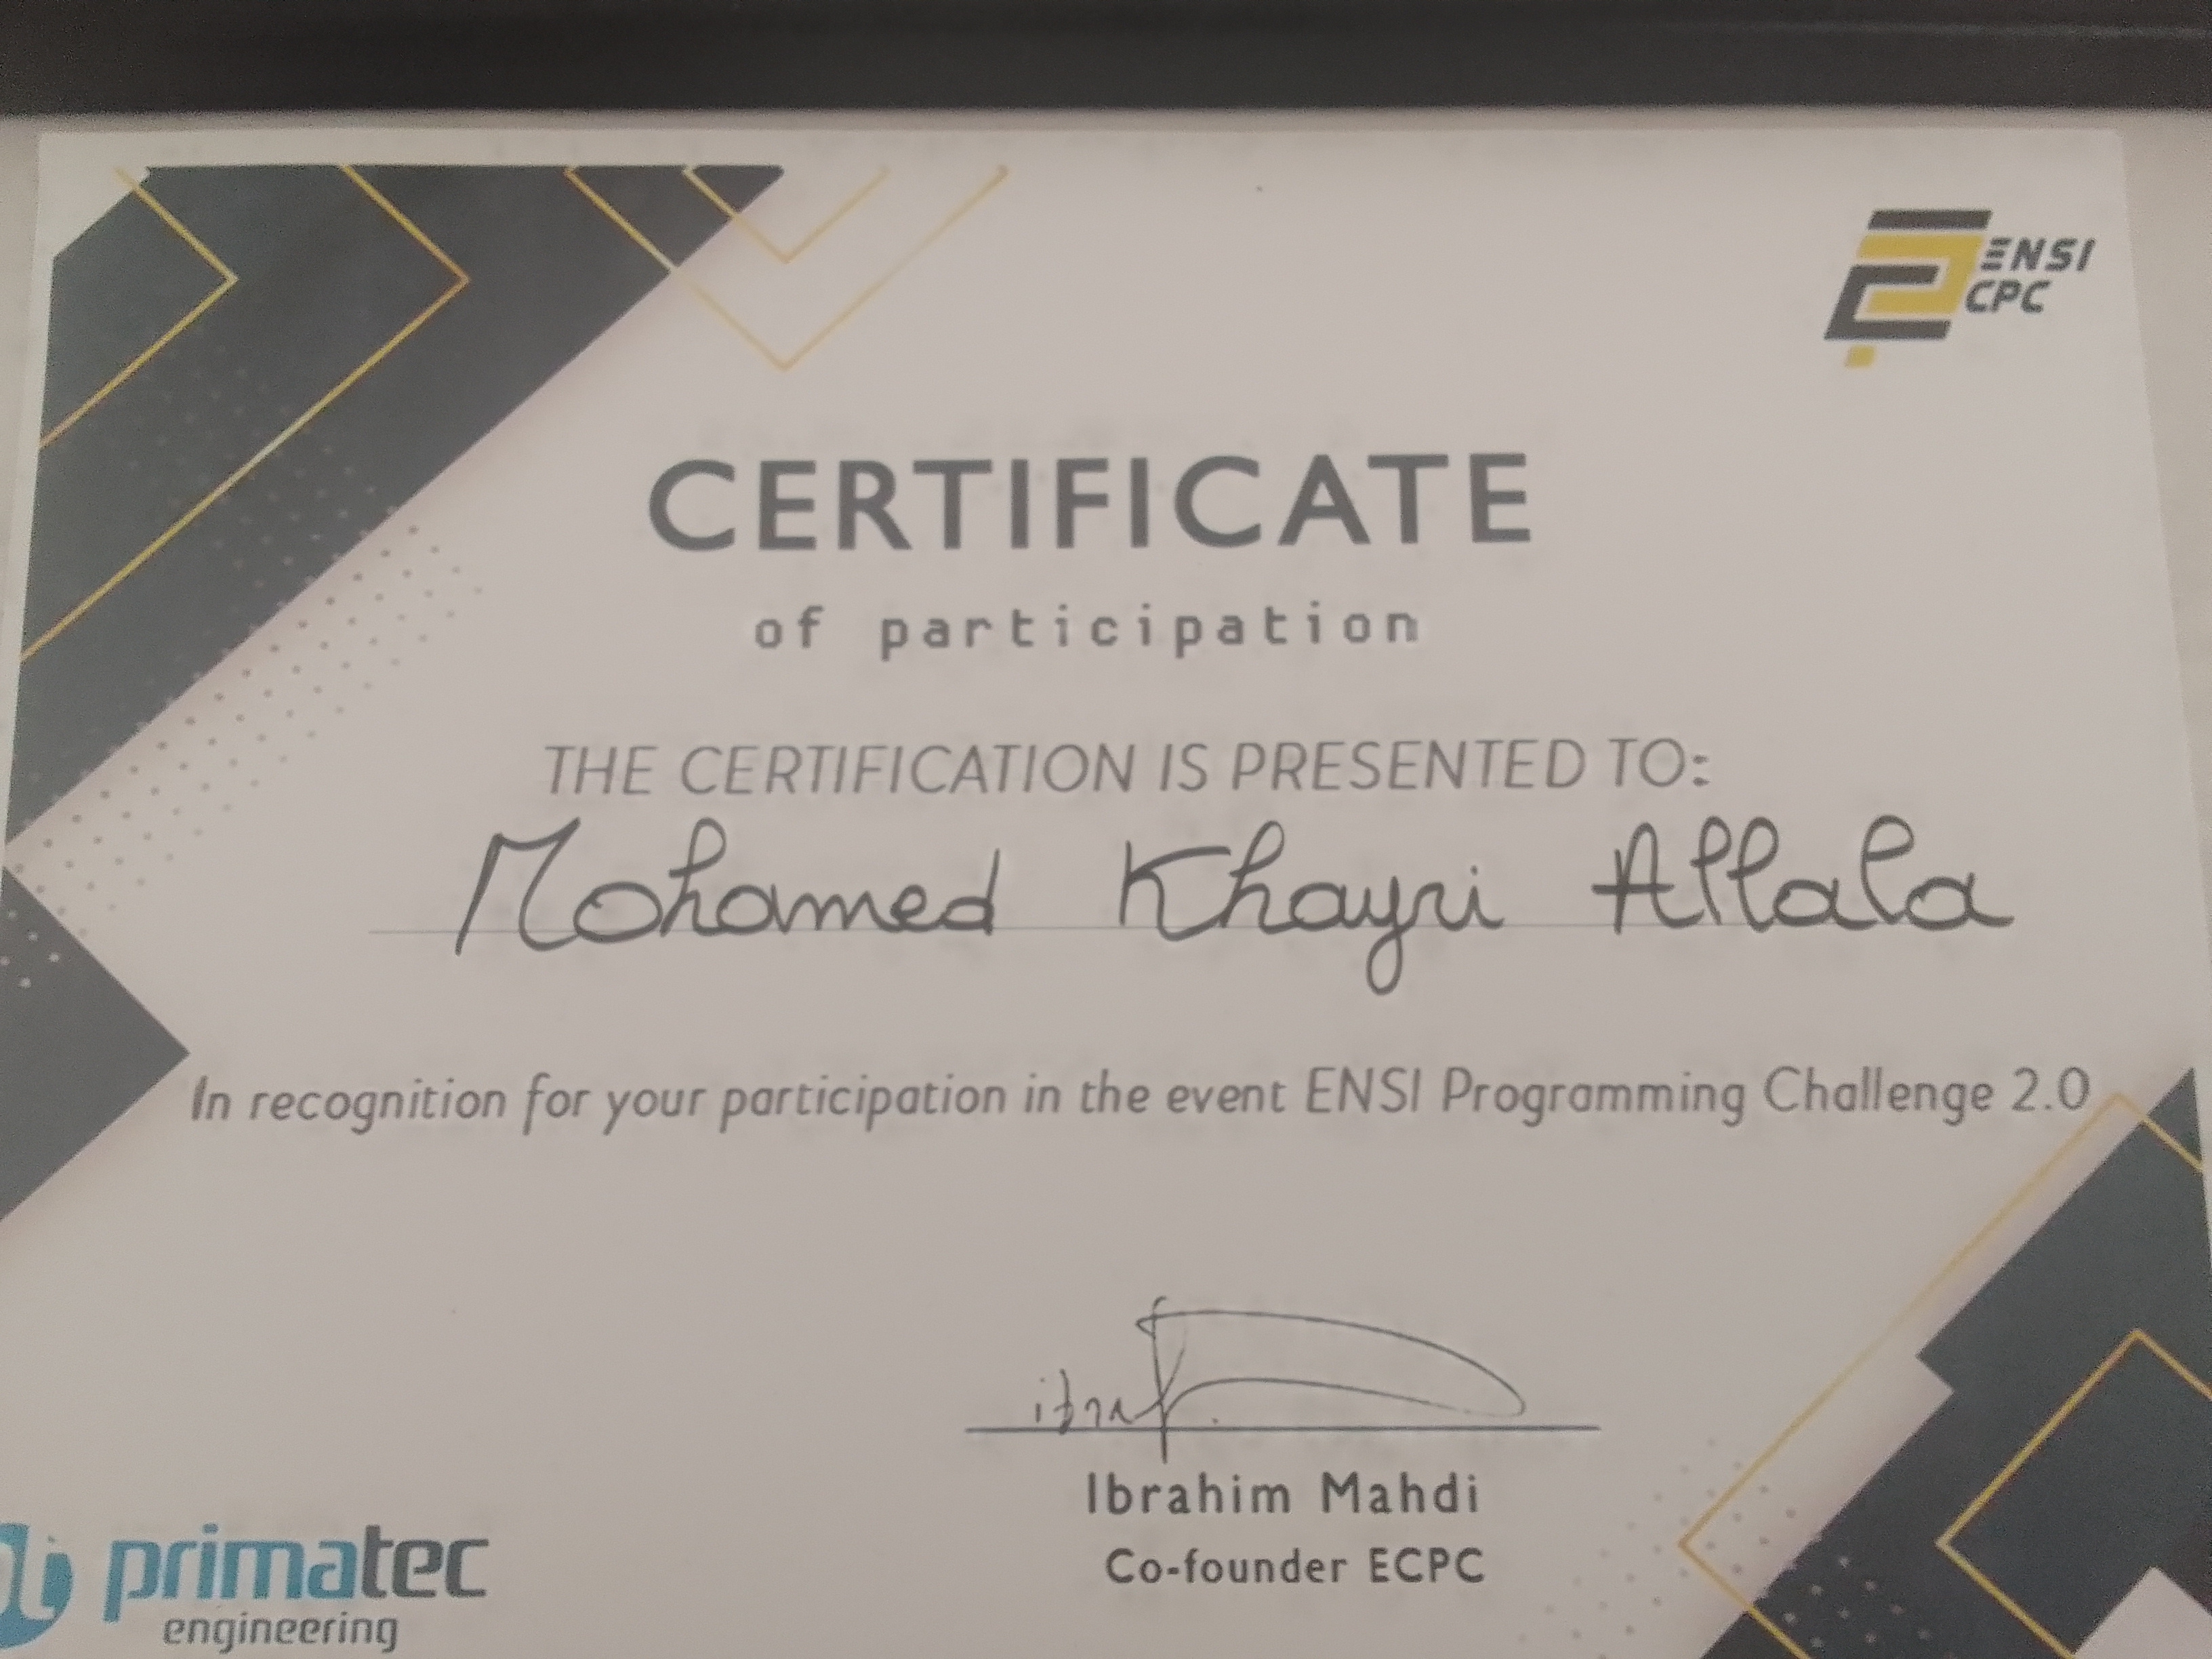 ENSI
CPC
CERTIFICATE
of participation
THE CERTIFICATION IS PRESENTED TO:
Mohamed Khayri Allala
In recognition for your participation in the event ENSI Programming Challenge 2.0
Ibrahim Mahdi
Co-founder ECPC
primatec
engineering